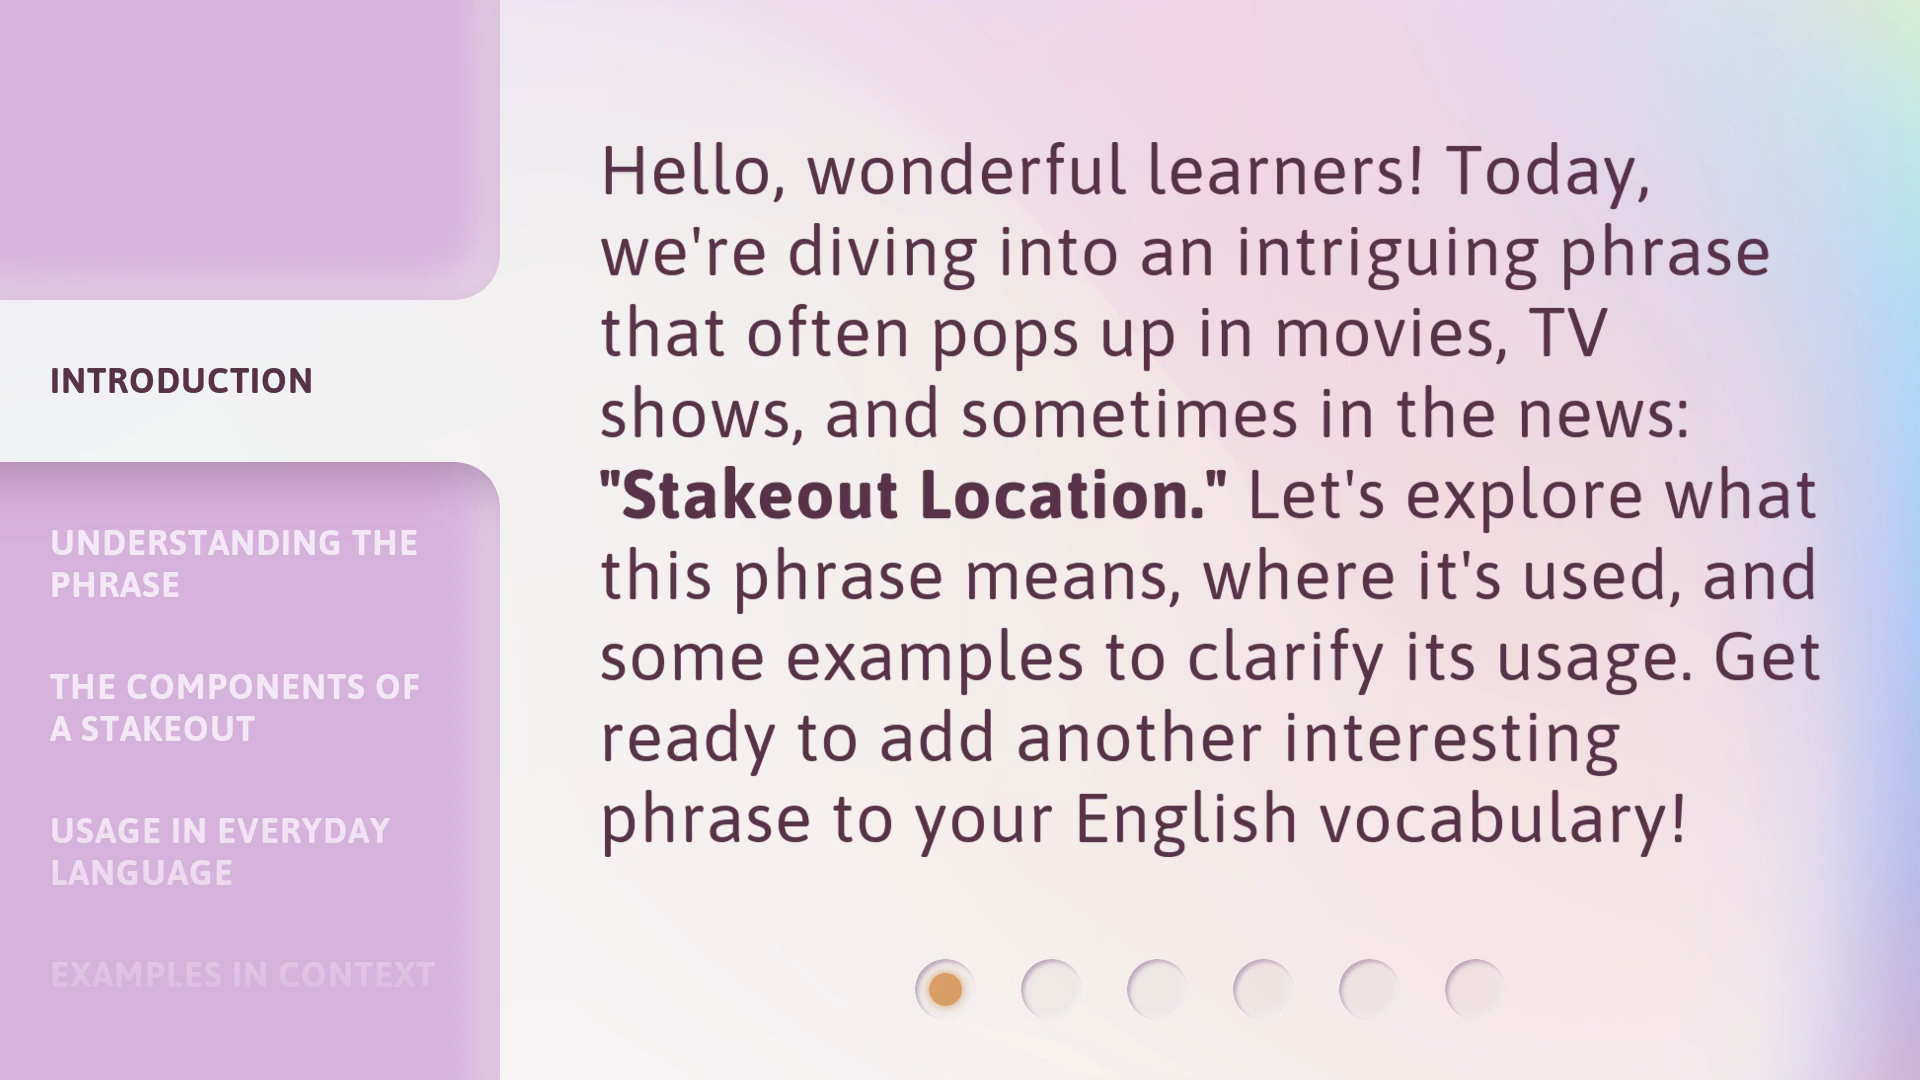 INTRODUCTION
UNDERSTANDING THE
PHRASE
THE COMPONENTS OF
A STAKEOUT
USAGE IN EVERYDAY
LANGUAGE
EXAMPLES IN CONTEXT
Hello, wonderful learners! Today,
we're diving into an intriguing phrase
that often pops up in movies, TV
shows, and sometimes in the news:
"Stakeout Location." Let's explore what
this phrase means, where it's used, and
some examples to clarify its usage. Get
ready to add another interesting
phrase to your English vocabulary!